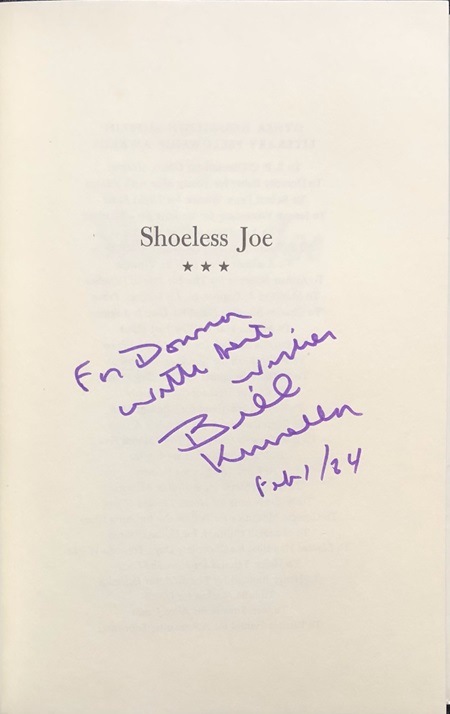 Shoeless Joe
★ ★ ★
For Donna
with best
wishes
Bill
Kinsella
Feb 1/84